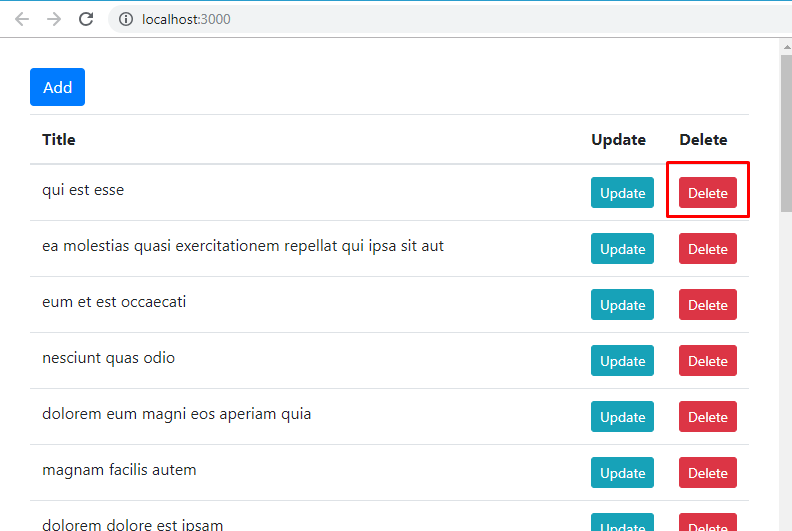 localhost:3000
Add
Title Update Delete
qui est esse Update Delete
ea molestias quasi exercitationem repellat qui ipsa sit aut Update Delete
eum et est occaecati Update Delete
nesciunt quas odio Update Delete
dolorem eum magni eos aperiam quia Update Delete
magnam facilis autem Update Delete
dolorem dolore est ipsam Update Delete